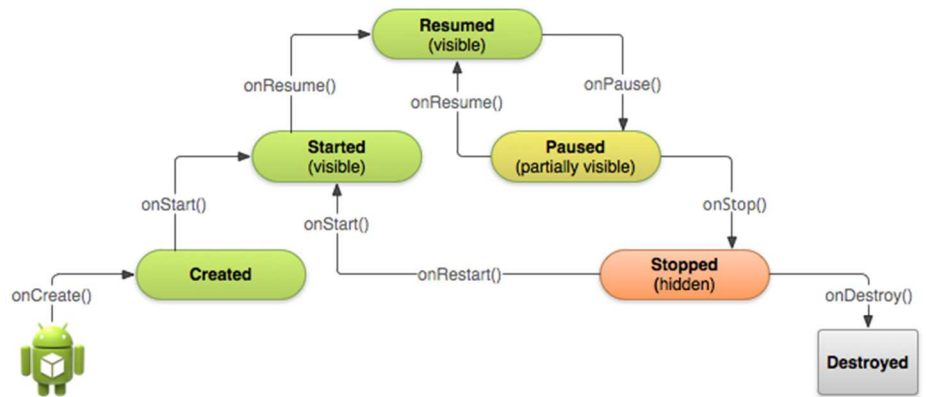 Resumed
(visible)
onResume()
onResume()
onPause()
Started
(visible)
Paused
(partially visible)
onStart()
onStart()
onStop()
Created
onRestart()
Stopped
(hidden)
onCreate()
onDestroy()
Destroyed